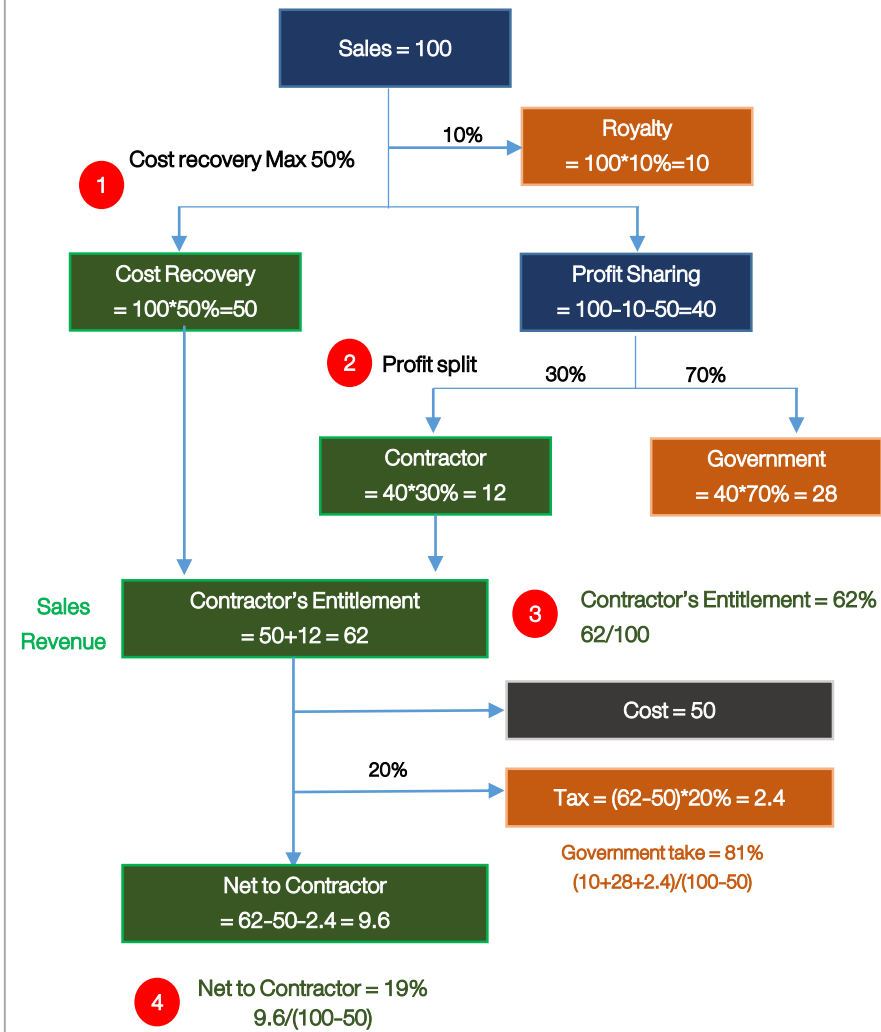 Sales = 100
10%
Royalty
= 100*10%=10
Cost recovery Max 50%
1
Cost Recovery
= 100*50%=50
Profit Sharing
= 100-10-50=40
2
Profit split
30%
70%
Contractor
= 40*30% = 12
Government
= 40*70% = 28
Sales
Revenue
Contractor's Entitlement
= 50+12 = 62
3
Contractor's Entitlement = 62%
62/100
Cost = 50
20%
Tax = (62-50)*20% = 2.4
Government take = 81%
(10+28+2.4)/(100-50)
Net to Contractor
= 62-50-2.4 = 9.6
4
Net to Contractor = 19%
9.6/(100-50)